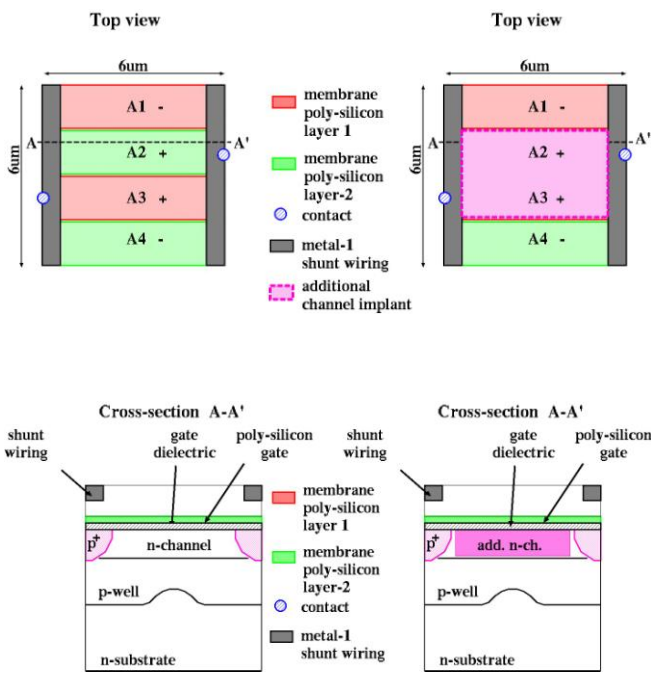 Top view
6um
6um
A1 -
A A'
A2 +
A3 +
A4 -
membrane
poly-silicon
layer 1
membrane
poly-silicon
layer-2
contact
metal-1
shunt wiring
additional
channel implant
Top view
6um
6um
A1 -
A A'
A2 +
A3 +
A4 -
Cross-section A-A'
shunt
wiring
gate
dielectric
poly-silicon
gate
p+
n-channel
p-well
n-substrate
membrane
poly-silicon
layer 1
membrane
poly-silicon
layer-2
contact
metal-1
shunt wiring
Cross-section A-A'
shunt
wiring
gate
dielectric
poly-silicon
gate
p+
add. n-ch.
p-well
n-substrate